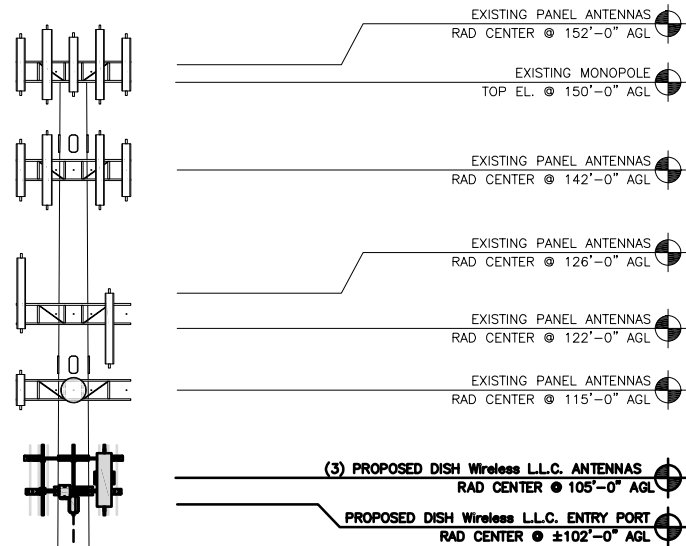 EXISTING PANEL ANTENNAS
RAD CENTER @ 152'-0" AGL
EXISTING MONOPOLE
TOP EL. @ 150'-0" AGL
EXISTING PANEL ANTENNAS
RAD CENTER @ 142'-0" AGL
EXISTING PANEL ANTENNAS
RAD CENTER @ 126'-0" AGL
EXISTING PANEL ANTENNAS
RAD CENTER @ 122'-0" AGL
EXISTING PANEL ANTENNAS
RAD CENTER @ 115'-0" AGL
(3) PROPOSED DISH Wireless L.L.C. ANTENNAS
RAD CENTER @ 105'-0" AGL
PROPOSED DISH Wireless L.L.C. ENTRY PORT
RAD CENTER @ ±102'-0" AGL